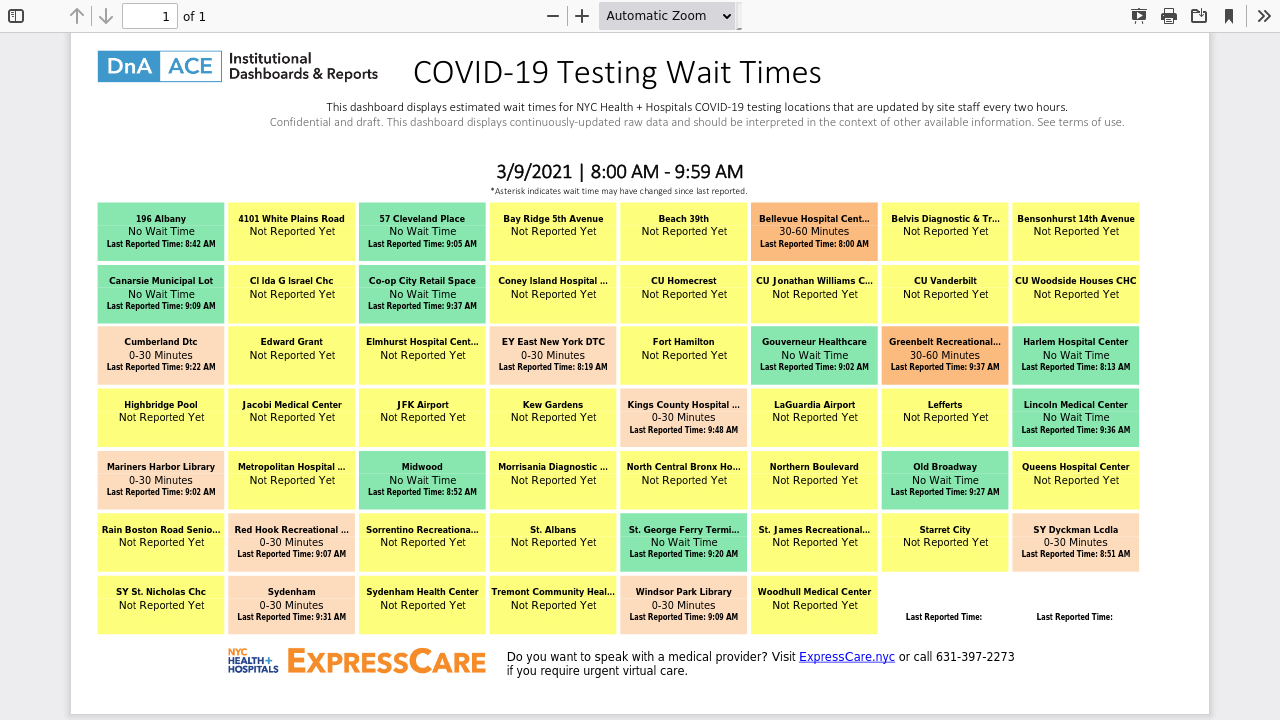 1 of 1 Automatic Zoom
DnA ACE Institutional
Dashboards & Reports
COVID-19 Testing Wait Times
This dashboard displays estimated wait times for NYC Health + Hospitals COVID-19 testing locations that are updated by site staff every two hours.
Confidential and draft. This dashboard displays continuously-updated raw data and should be interpreted in the context of other available information. See terms of use.
3/9/2021 | 8:00 AM - 9:59 AM
*Asterisk indicates wait time may have changed since last reported.
196 Albany
No Wait Time
Last Reported Time: 8:42 AM
4101 White Plains Road
Not Reported Yet
57 Cleveland Place
No Wait Time
Last Reported Time: 9:05 AM
Bay Ridge 5th Avenue
Not Reported Yet
Beach 39th
Not Reported Yet
Bellevue Hospital Cent...
30-60 Minutes
Last Reported Time: 8:00 AM
Belvis Diagnostic & Tr...
Not Reported Yet
Bensonhurst 14th Avenue
Not Reported Yet
Canarsie Municipal Lot
No Wait Time
Last Reported Time: 9:09 AM
Cl Ida G Israel Chc
Not Reported Yet
Co-op City Retail Space
No Wait Time
Last Reported Time: 9:37 AM
Coney Island Hospital ...
Not Reported Yet
CU Homecrest
Not Reported Yet
CU Jonathan Williams C...
Not Reported Yet
CU Vanderbilt
Not Reported Yet
CU Woodside Houses CHC
Not Reported Yet
Cumberland Dtc
0-30 Minutes
Last Reported Time: 9:22 AM
Edward Grant
Not Reported Yet
Elmhurst Hospital Cent...
Not Reported Yet
EY East New York DTC
0-30 Minutes
Last Reported Time: 8:19 AM
Fort Hamilton
Not Reported Yet
Gouverneur Healthcare
No Wait Time
Last Reported Time: 9:02 AM
Greenbelt Recreational...
30-60 Minutes
Last Reported Time: 9:37 AM
Harlem Hospital Center
No Wait Time
Last Reported Time: 8:13 AM
Highbridge Pool
Not Reported Yet
Jacobi Medical Center
Not Reported Yet
JFK Airport
Not Reported Yet
Kew Gardens
Not Reported Yet
Kings County Hospital ...
0-30 Minutes
Last Reported Time: 9:48 AM
LaGuardia Airport
Not Reported Yet
Lefferts
Not Reported Yet
Lincoln Medical Center
No Wait Time
Last Reported Time: 9:36 AM
Mariners Harbor Library
0-30 Minutes
Last Reported Time: 9:02 AM
Metropolitan Hospital ...
Not Reported Yet
Midwood
No Wait Time
Last Reported Time: 8:52 AM
Morrisania Diagnostic ...
Not Reported Yet
North Central Bronx Ho...
Not Reported Yet
Northern Boulevard
Not Reported Yet
Old Broadway
No Wait Time
Last Reported Time: 9:27 AM
Queens Hospital Center
Not Reported Yet
Rain Boston Road Senio...
Not Reported Yet
Red Hook Recreational ...
0-30 Minutes
Last Reported Time: 9:07 AM
Sorrentino Recreationa...
Not Reported Yet
St. Albans
Not Reported Yet
St. George Ferry Termi...
No Wait Time
Last Reported Time: 9:20 AM
St. James Recreational...
Not Reported Yet
Starret City
Not Reported Yet
SY Dyckman Lcdla
0-30 Minutes
Last Reported Time: 8:51 AM
SY St. Nicholas Chc
Not Reported Yet
Sydenham
0-30 Minutes
Last Reported Time: 9:31 AM
Sydenham Health Center
Not Reported Yet
Tremont Community Heal...
Not Reported Yet
Windsor Park Library
0-30 Minutes
Last Reported Time: 9:09 AM
Woodhull Medical Center
Not Reported Yet
Last Reported Time:
Last Reported Time:
NYC
HEALTH+
HOSPITALS
EXPRESSCARE
Do you want to speak with a medical provider? Visit ExpressCare.nyc or call 631-397-2273
if you require urgent virtual care.